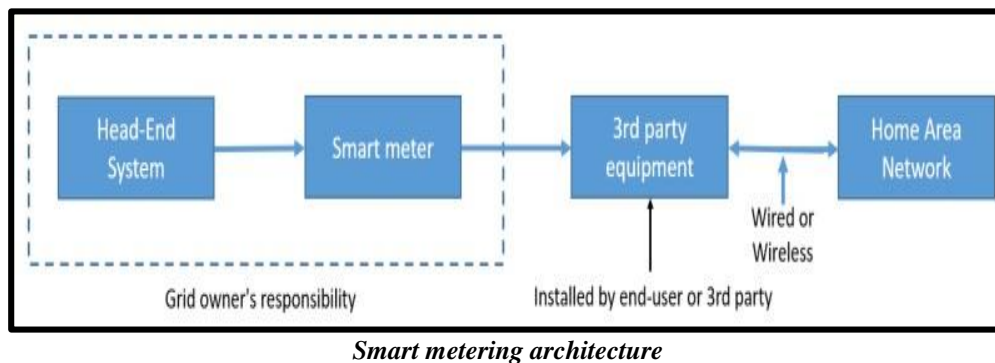 Head-End
System
Smart meter
3rd party
equipment
Home Area
Network
Wired or
Wireless
Grid owner's responsibility
Installed by end-user or 3rd party
Smart metering architecture